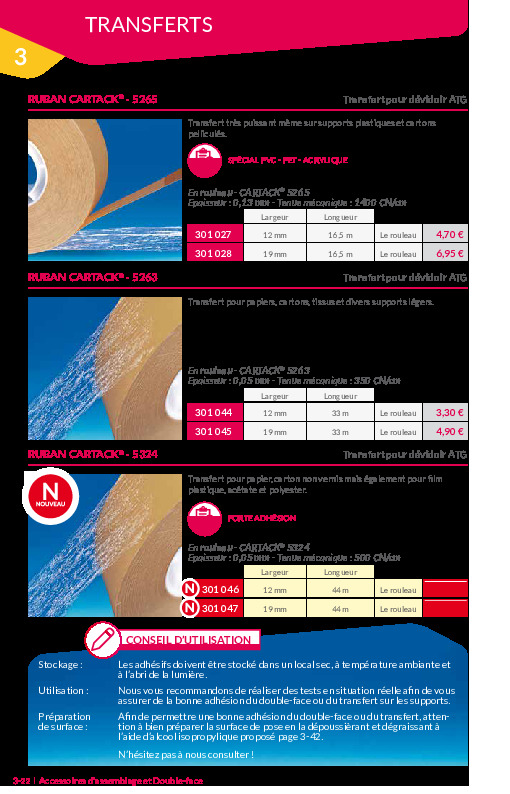 TRANSFERTS
3
RUBAN CARTACK® - 5265 Transfert pour dévidoir ATG
Transfert très puissant même sur supports plastiques et cartons
pelliculés.
SPÉCIAL PVC - PET - ACRYLIQUE
En rouleau - CARTACK® 5265
Epaisseur : 0,13 mm - Tenue mécanique : 1400 CN/cm
Largeur Longueur
301 027 12 mm 16,5 m Le rouleau 4,70 €
301 028 19 mm 16,5 m Le rouleau 6,95 €
RUBAN CARTACK® - 5263 Transfert pour dévidoir ATG
Transfert pour papiers, cartons, tissus et divers supports légers.
En rouleau - CARTACK® 5263
Epaisseur : 0,05 mm - Tenue mécanique : 350 CN/cm
Largeur Longueur
301 044 12 mm 33 m Le rouleau 3,30 €
301 045 19 mm 33 m Le rouleau 4,90 €
RUBAN CARTACK® - 5324 Transfert pour dévidoir ATG
N
NOUVEAU
Transfert pour papier, carton non vernis mais également pour film
plastique, acétate et polyester.
FORTE ADHÉSION
En rouleau - CARTACK® 5324
Epaisseur : 0,05 mm - Tenue mécanique : 500 CN/cm
Largeur Longueur
N 301 046 12 mm 44 m Le rouleau
N 301 047 19 mm 44 m Le rouleau
CONSEIL D'UTILISATION
Stockage : Les adhésifs doivent être stocké dans un local sec, à température ambiante et
à l'abri de la lumière.
Utilisation : Nous vous recommandons de réaliser des tests en situation réelle afin de vous
assurer de la bonne adhésion du double-face ou du transfert sur les supports.
Préparation Afin de permettre une bonne adhésion du double-face ou du transfert, atten-
de surface : tion à bien préparer la surface de pose en la dépoussiérant et dégraissant à
l'aide d'alcool isopropylique proposé page 3-42.
N'hésitez pas à nous consulter !
3-22 | Accessoires d'assemblage et Double-face